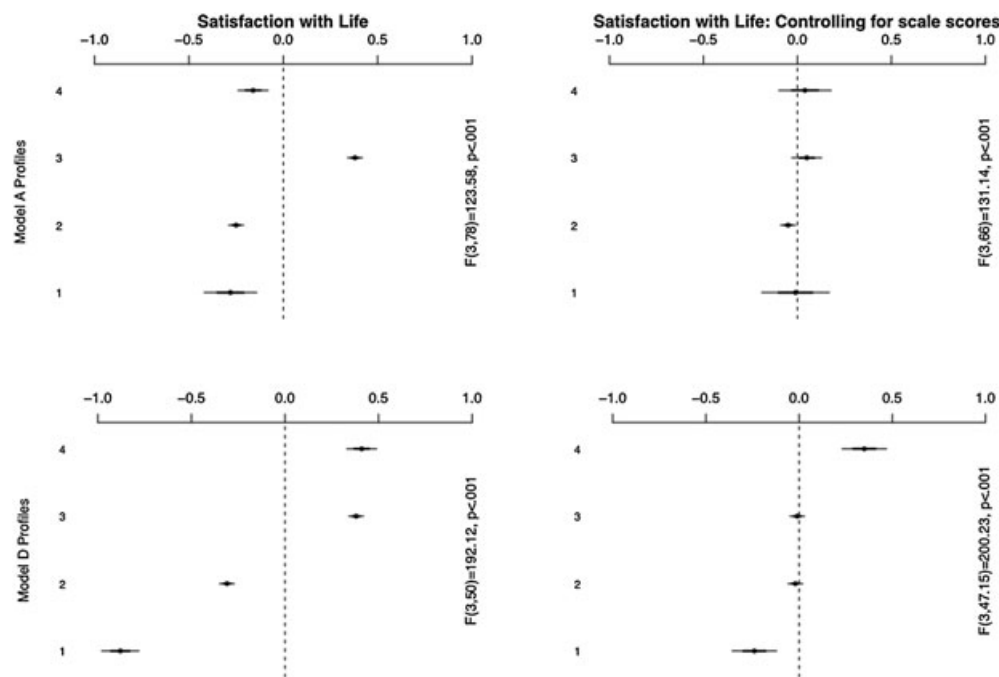 Satisfaction with Life
−1.0 −0.5 0.0 0.5 1.0
Model A Profiles
4
3
2
1
F(3,78)=123.58, p<.001
Satisfaction with Life: Controlling for scale scores
−1.0 −0.5 0.0 0.5 1.0
4
3
2
1
F(3,66)=131.14, p<.001
−1.0 −0.5 0.0 0.5 1.0
Model D Profiles
4
3
2
1
F(3,50)=192.12, p<.001
−1.0 −0.5 0.0 0.5 1.0
4
3
2
1
F(3,47.15)=200.23, p<.001